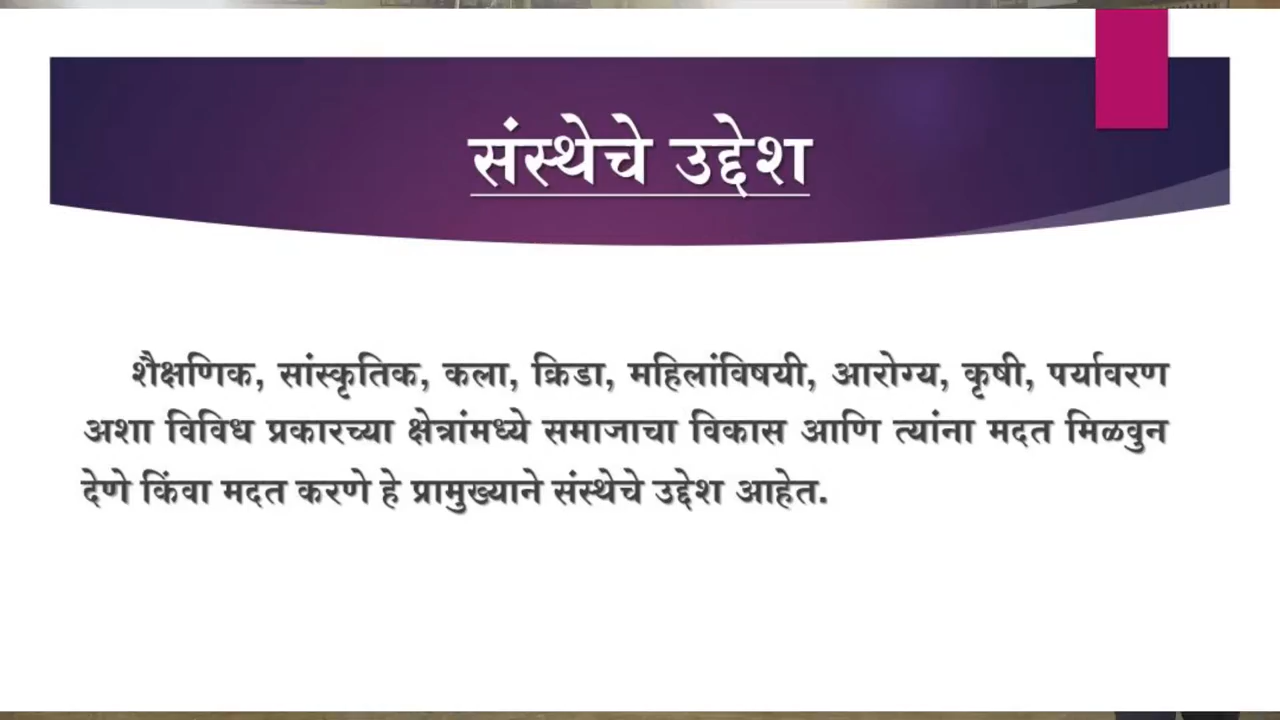 संस्थेचे उद्देश
शैक्षणिक, सांस्कृतिक, कला, क्रिडा, महिलांविषयी, आरोग्य, कृषी, पर्यावरण
अशा विविध प्रकारच्या क्षेत्रांमध्ये समाजाचा विकास आणि त्यांना मदत मिळवुन
देणे किंवा मदत करणे हे प्रामुख्याने संस्थेचे उद्देश आहेत.